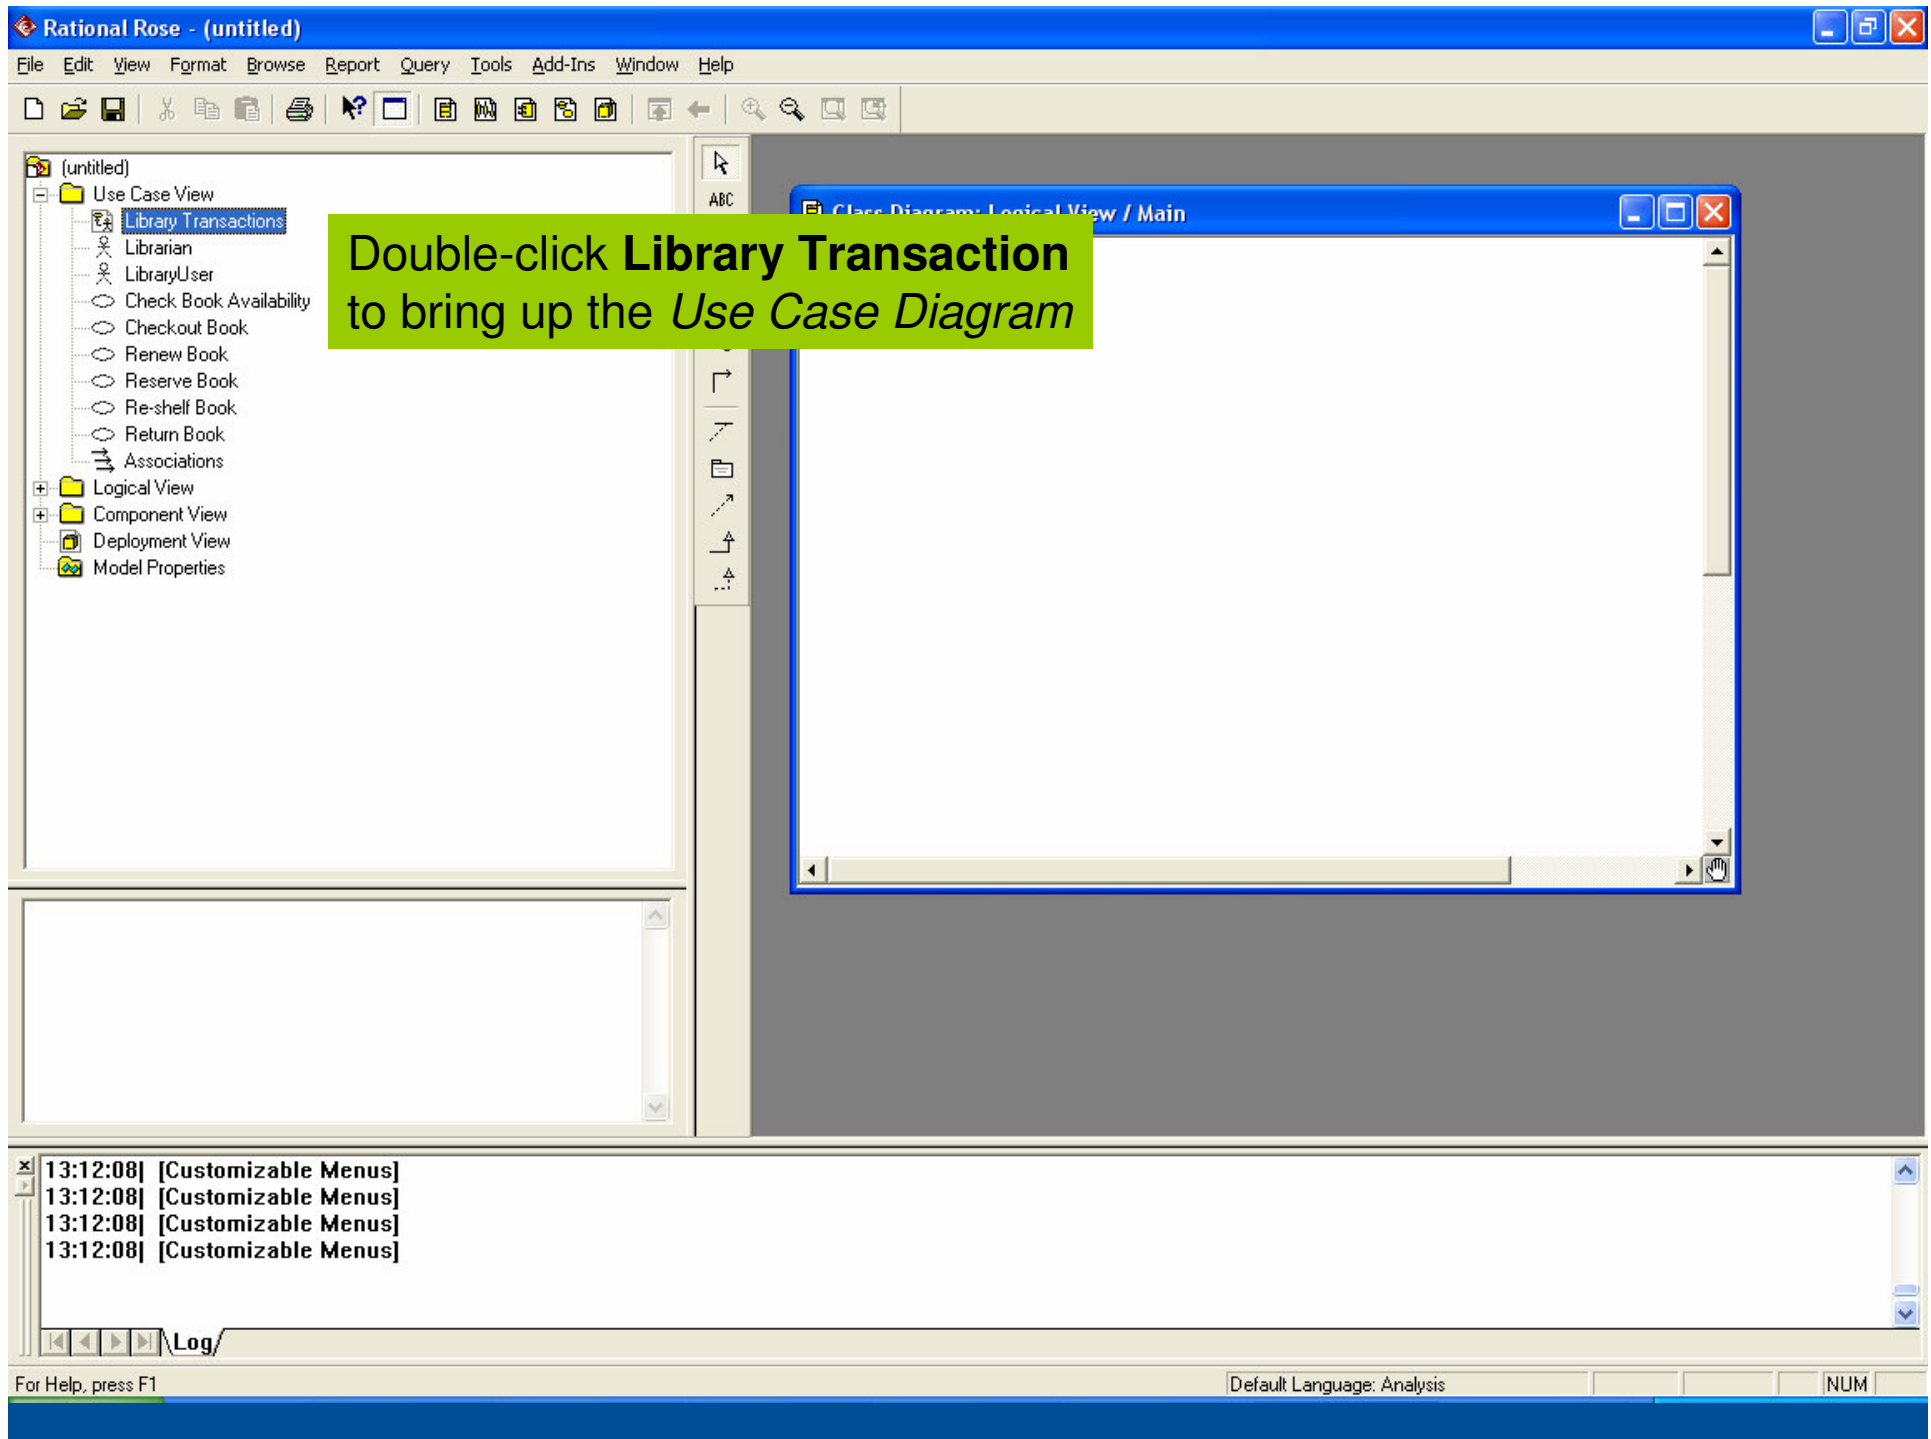 Rational Rose - (untitled)
File Edit View Format Browse Report Query Tools Add-Ins Window Help
(untitled)
Use Case View
Library Transactions
Librarian
LibraryUser
Check Book Availability
Checkout Book
Renew Book
Reserve Book
Re-shelf Book
Return Book
Associations
Logical View
Component View
Deployment View
Model Properties
ABC
Class Diagram: Logical View / Main
Double-click Library Transaction
to bring up the Use Case Diagram
13:12:08| [Customizable Menus]
13:12:08| [Customizable Menus]
13:12:08| [Customizable Menus]
13:12:08| [Customizable Menus]
Log
For Help, press F1
Default Language: Analysis
NUM